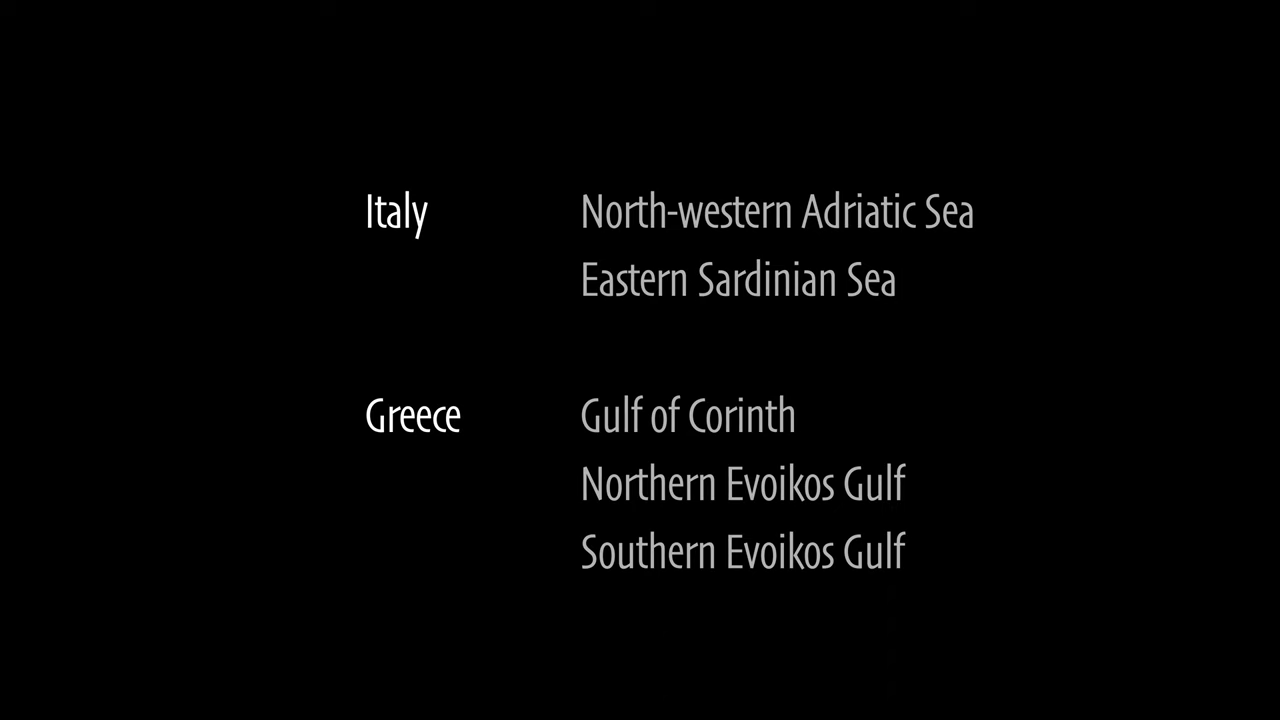 Italy North-western Adriatic Sea
Eastern Sardinian Sea
Greece Gulf of Corinth
Northern Evoikos Gulf
Southern Evoikos Gulf